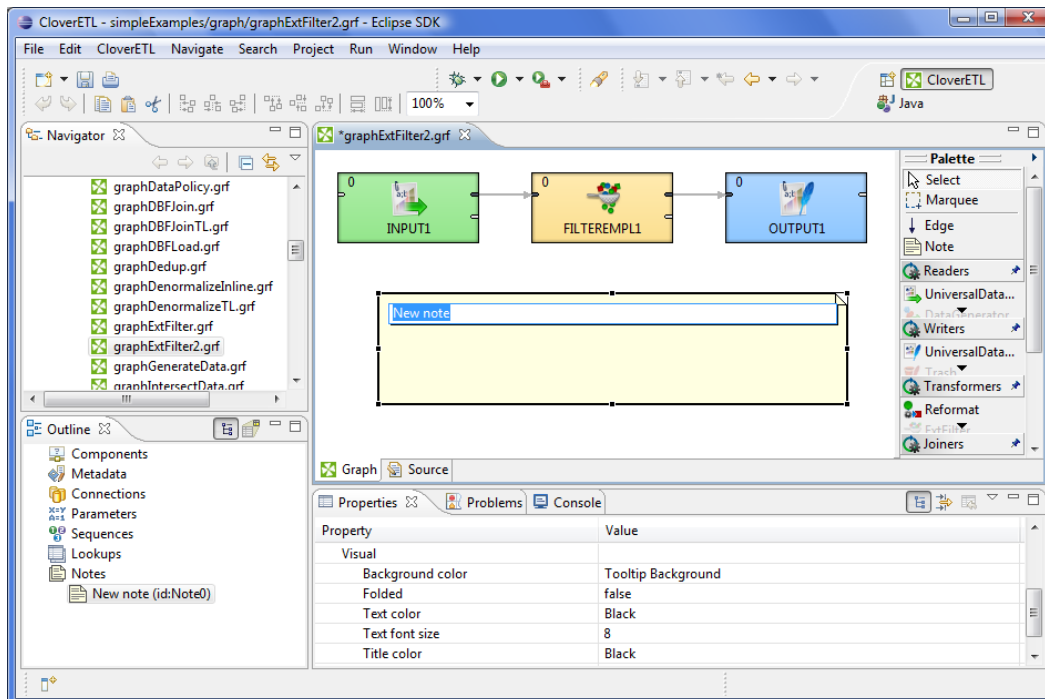 CloverETL - simpleExamples/graph/graphExtFilter2.grf - Eclipse SDK
File Edit CloverETL Navigate Search Project Run Window Help
CloverETL
100%
Java
Navigator
*graphExtFilter2.grf
graphDataPolicy.grf
graphDBFJoin.grf
graphDBFJoinTL.grf
graphDBFLoad.grf
graphDedup.grf
graphDenormalizeInline.grf
graphDenormalizeTL.grf
graphExtFilter.grf
graphExtFilter2.grf
graphGenerateData.grf
graphIntersectData.grf
0
INPUT1
0
FILTEREMPL1
0
OUTPUT1
New note
Palette
Select
Marquee
Edge
Note
Readers
UniversalData...
DataGenerator
Writers
UniversalData...
Trash
Transformers
Reformat
ExtFilter
Joiners
Graph Source
Outline
Components
Metadata
Connections
X=Y
A=1 Parameters
Sequences
Lookups
Notes
New note (id:Note0)
Properties Problems Console
Property Value
Visual
Background color Tooltip Background
Folded false
Text color Black
Text font size 8
Title color Black